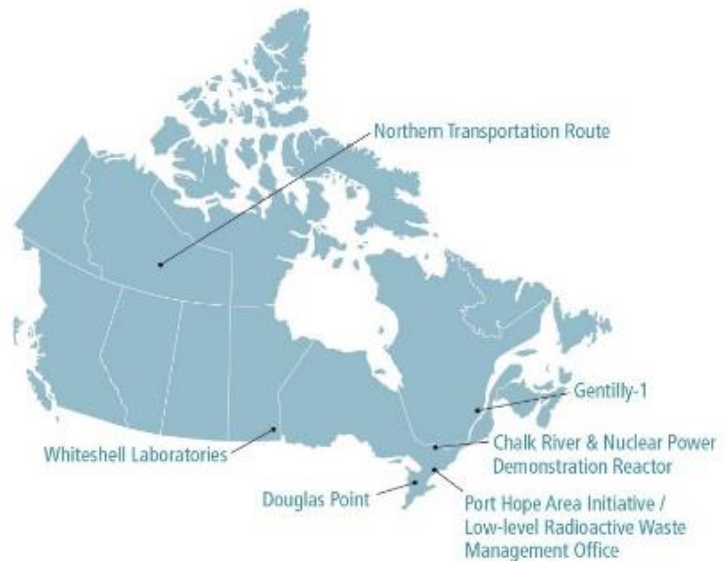 Northern Transportation Route
Gentilly-1
Chalk River & Nuclear Power
Demonstration Reactor
Whiteshell Laboratories
Douglas Point
Port Hope Area Initiative /
Low-level Radioactive Waste
Management Office